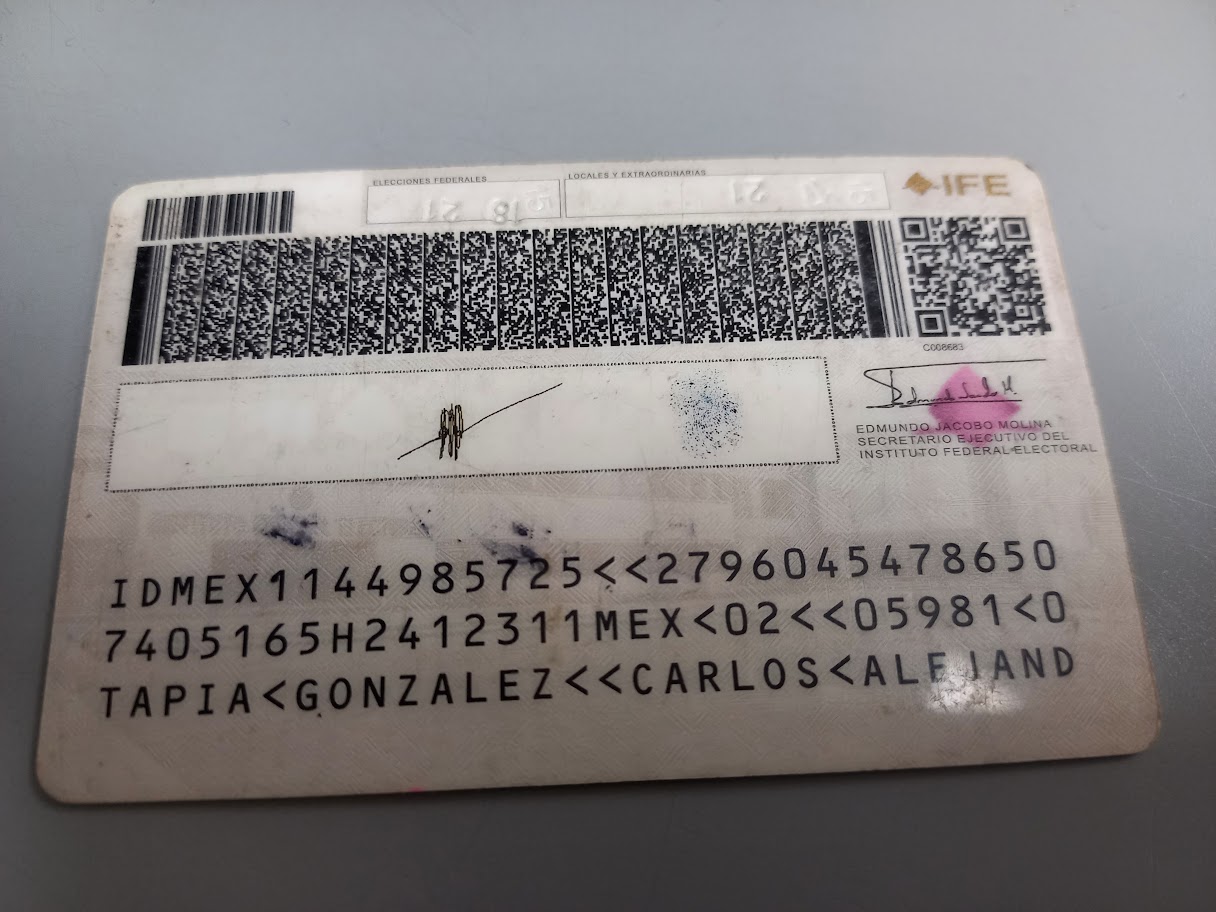 ELECCIONES FEDERALES
LOCALES Y EXTRAORDINARIAS
IFE
C008683
EDMUNDO JACOBO MOLINA
SECRETARIO EJECUTIVO DEL
INSTITUTO FEDERAL ELECTORAL
IDMEX1144985725<<2796045478650
7405165H2412311MEX<02<<05981<0
TAPIA<GONZALEZ<<CARLOS<ALEJAND